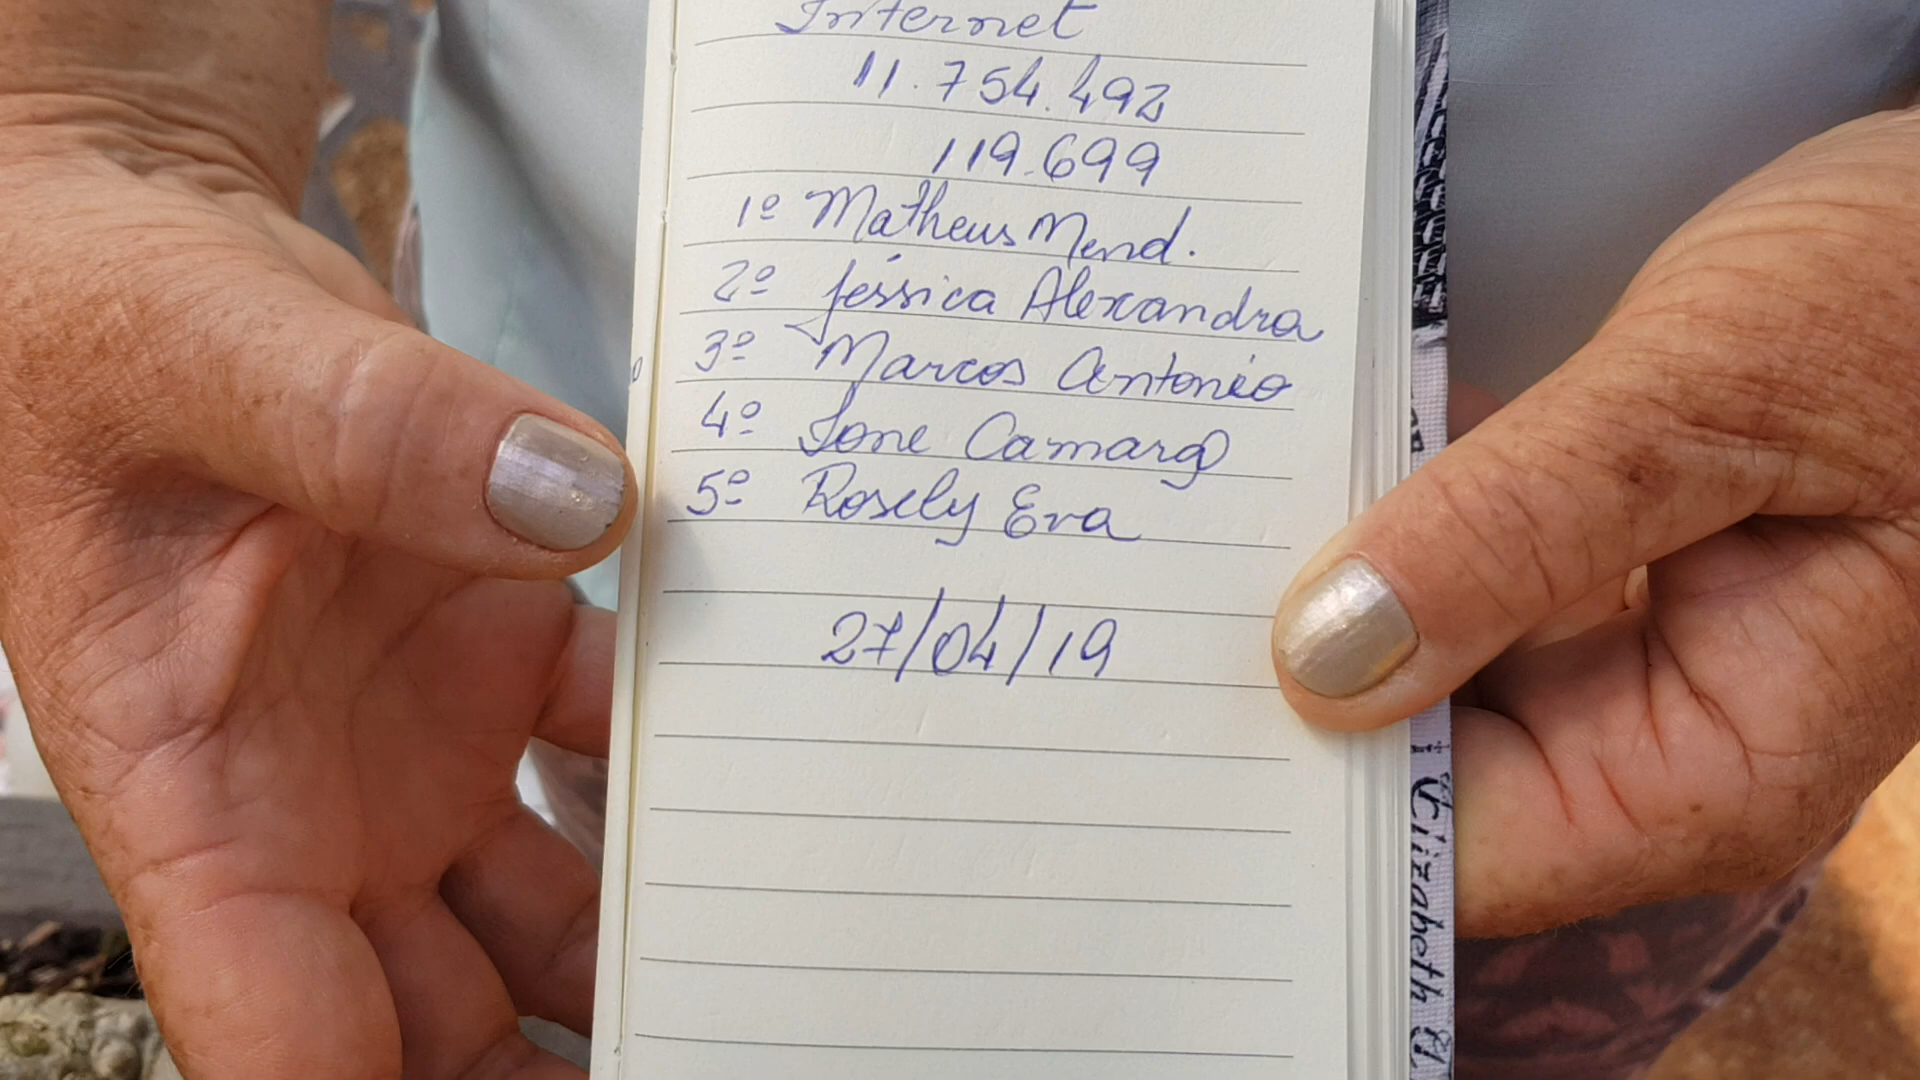 Internet
11.754.492
119.699
1º Matheus Mend.
2º Jéssica Alexandra
3º Marcos Antonio
4º Ione Camargo
5º Rosely Eva
27/04/19
Elizabeth